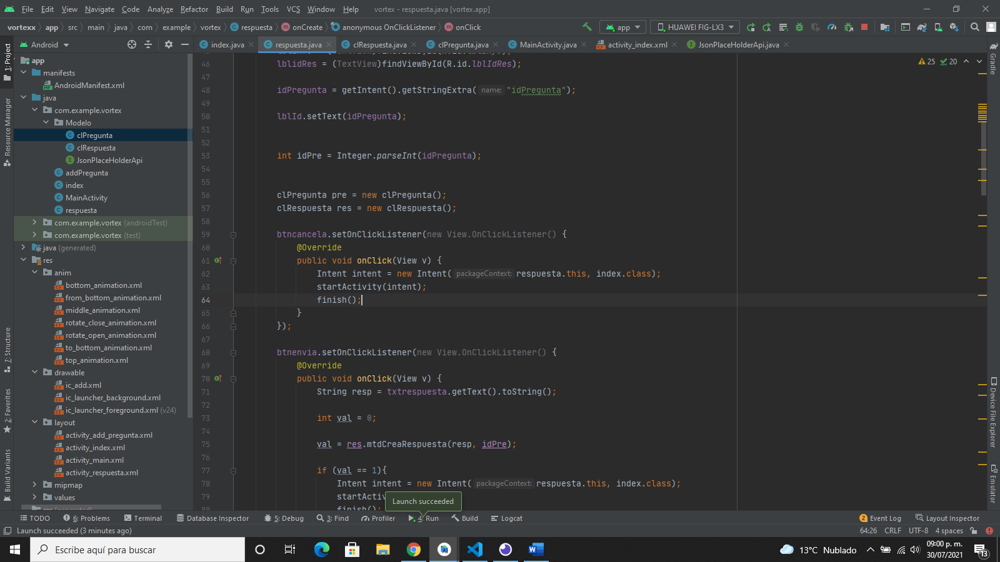 File Edit View Navigate Code Analyze Refactor Build Run Tools VCS Window Help vortex - respuesta.java [vortex.app]
vortexx app src main java com example vortex respuesta onCreate anonymous OnClickListener onClick app HUAWEI FIG-LX3
1: Project
Resource Manager
7: Structure
2: Favorites
Build Variants
Android
app
manifests
AndroidManifest.xml
java
com.example.vortex
Modelo
clPregunta
clRespuesta
JsonPlaceHolderApi
addPregunta
index
MainActivity
respuesta
com.example.vortex (androidTest)
com.example.vortex (test)
java (generated)
res
anim
bottom_animation.xml
from_bottom_animation.xml
middle_animation.xml
rotate_close_animation.xml
rotate_open_animation.xml
to_bottom_animation.xml
top_animation.xml
drawable
ic_add.xml
ic_launcher_background.xml
ic_launcher_foreground.xml (v24)
layout
activity_add_pregunta.xml
activity_index.xml
activity_main.xml
activity_respuesta.xml
mipmap
values
res (generated)
index.java respuesta.java clRespuesta.java clPregunta.java MainActivity.java activity_index.xml JsonPlaceHolderApi.java
25 20
46 lblidRes = (TextView)findViewById(R.id.lblIdRes);
47
48 idPregunta = getIntent().getStringExtra( name: "idPregunta");
49
50 lblId.setText(idPregunta);
51
52
53 int idPre = Integer.parseInt(idPregunta);
54
55
56 clPregunta pre = new clPregunta();
57 clRespuesta res = new clRespuesta();
58
59 btncancela.setOnClickListener(new View.OnClickListener() {
60 @Override
61 public void onClick(View v) {
62 Intent intent = new Intent( packageContext: respuesta.this, index.class);
63 startActivity(intent);
64 finish();
65 }
66 });
67
68 btnenvia.setOnClickListener(new View.OnClickListener() {
69 @Override
70 public void onClick(View v) {
71 String resp = txtrespuesta.getText().toString();
72
73 int val = 0;
74
75 val = res.mtdCreaRespuesta(resp, idPre);
76
77 if (val == 1){
78 Intent intent = new Intent( packageContext: respuesta.this, index.class);
79 startActiv
80 finish();
Launch succeeded
Gradle
Device File Explorer
Emulator
TODO 6: Problems Terminal Database Inspector 5: Debug 3: Find Profiler 4: Run Build Logcat 2 Event Log Layout Inspector
Launch succeeded (3 minutes ago) 64:26 CRLF UTF-8 4 spaces
Escribe aquí para buscar
13°C Nublado
09:00 p. m.
30/07/2021
13